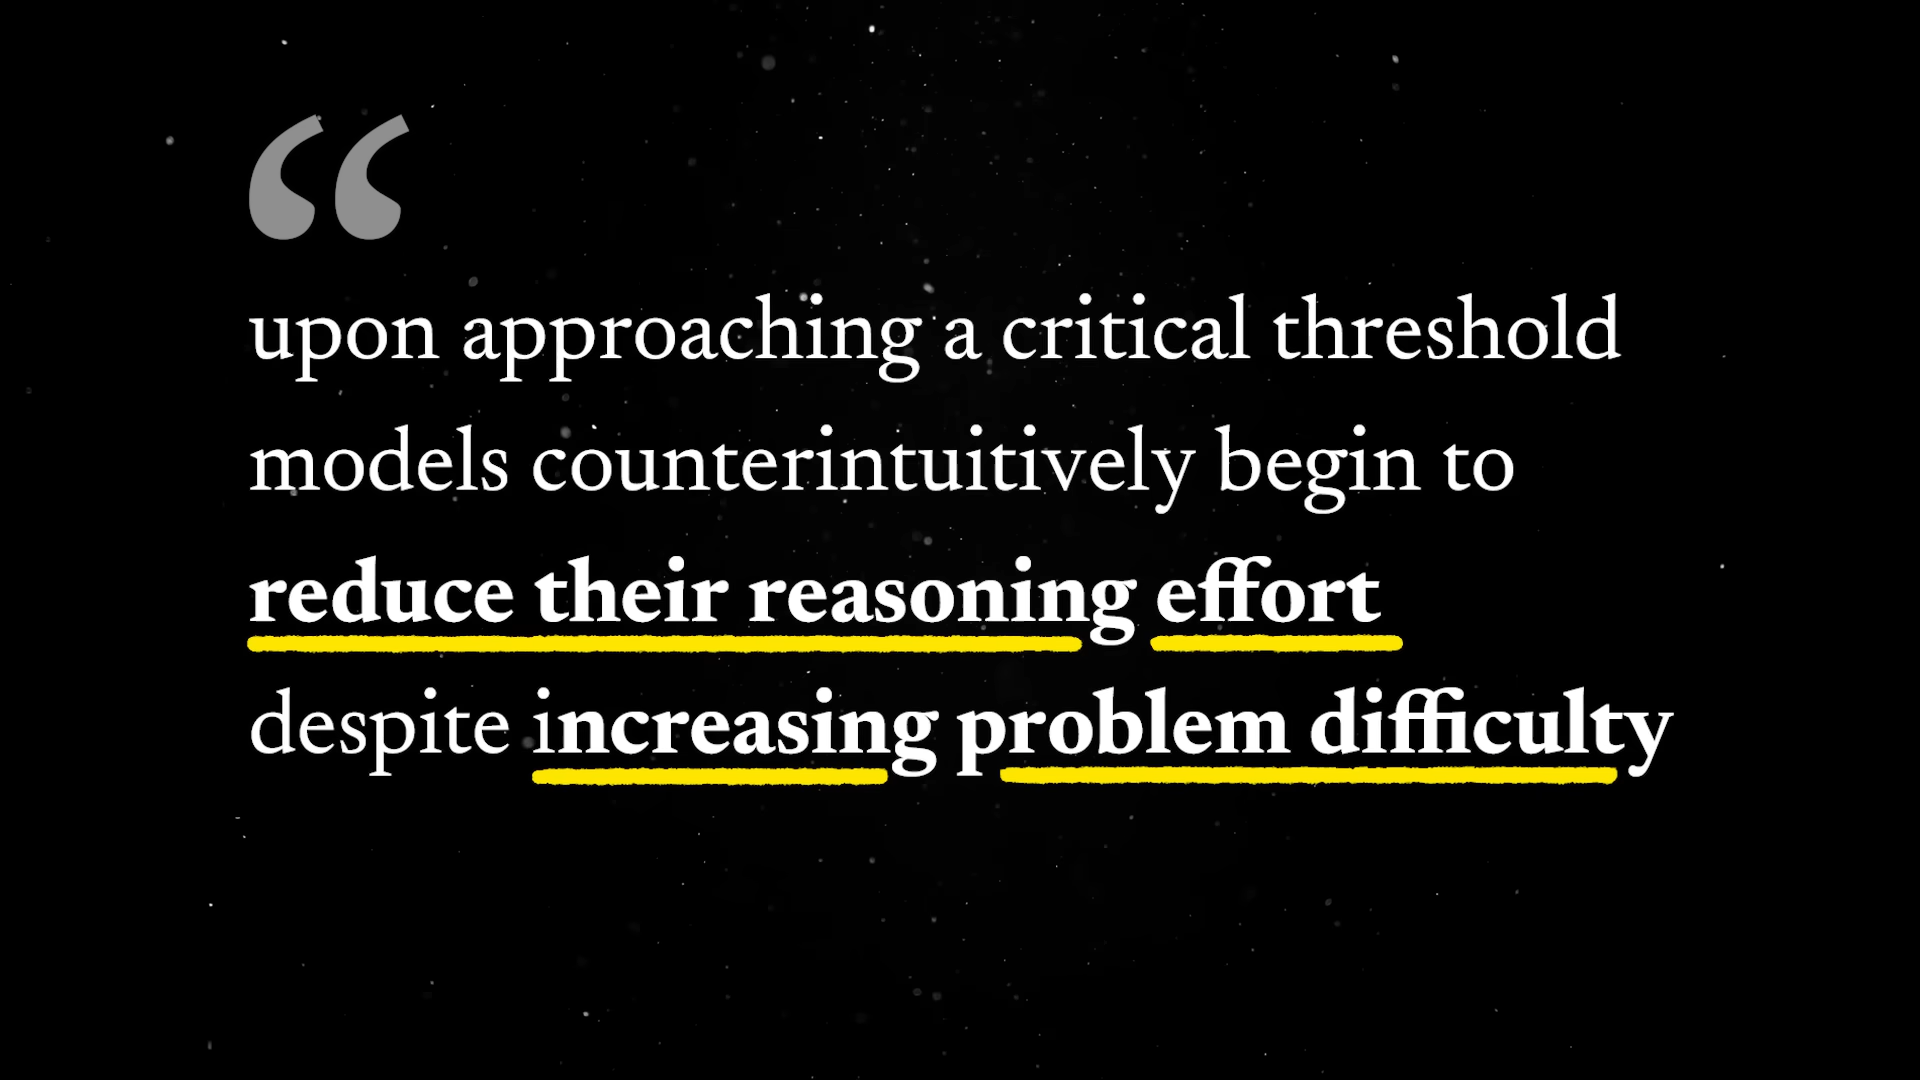 “
upon approaching a critical threshold
models counterintuitively begin to
reduce their reasoning effort
despite increasing problem difficulty